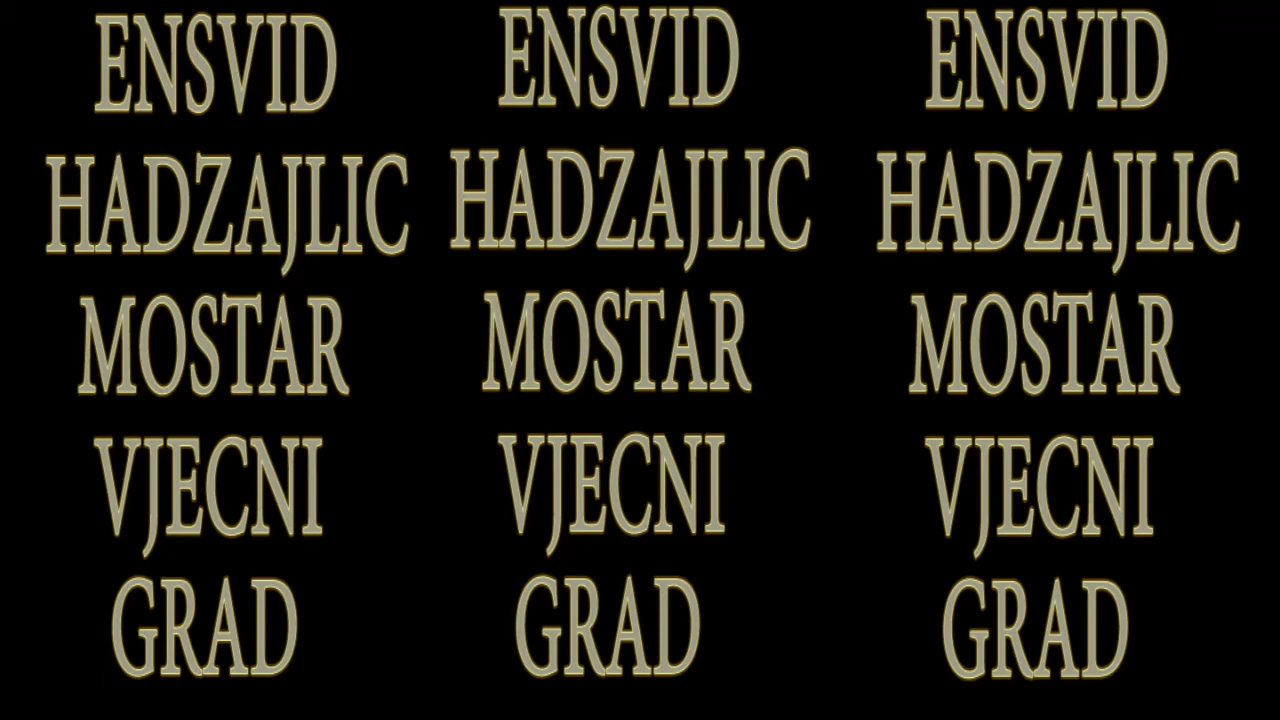 ENSVID ENSVID ENSVID
HADZAJLIC HADZAJLIC HADZAJLIC
MOSTAR MOSTAR MOSTAR
VJECNI VJECNI VJECNI
GRAD GRAD GRAD